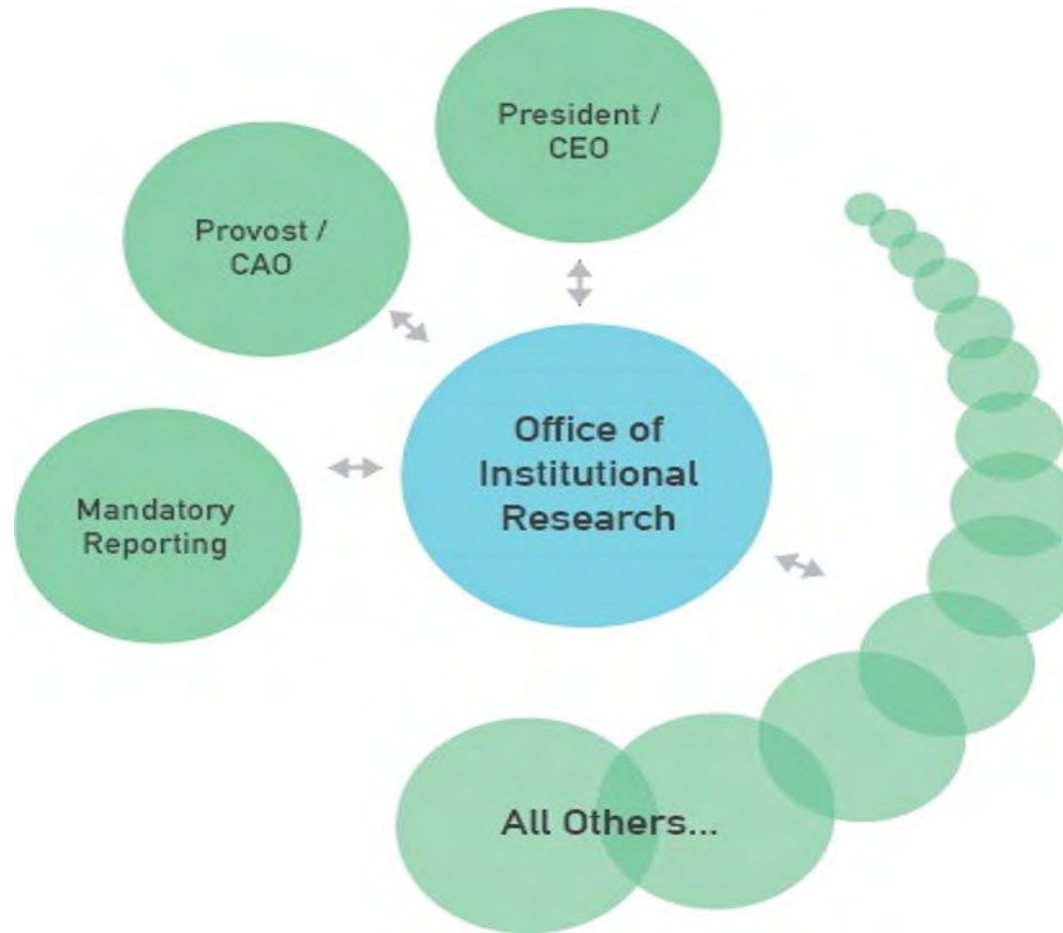 President /
CEO
Provost /
CAO
Office of
Institutional
Research
Mandatory
Reporting
All Others...